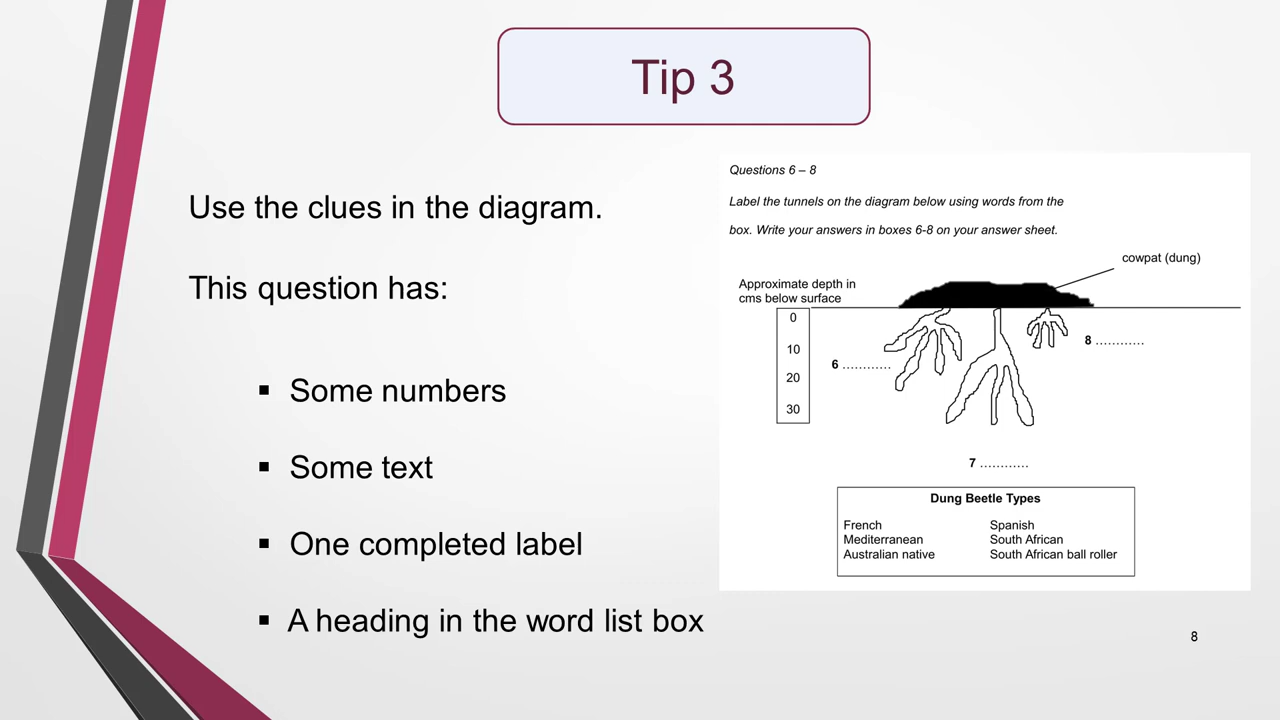 Tip 3
Use the clues in the diagram.
This question has:
▪ Some numbers
▪ Some text
▪ One completed label
▪ A heading in the word list box
Questions 6 – 8
Label the tunnels on the diagram below using words from the
box. Write your answers in boxes 6-8 on your answer sheet.
cowpat (dung)
Approximate depth in
cms below surface
0
10
20
30
6 …………
7 …………
8 …………
Dung Beetle Types
French Spanish
Mediterranean South African
Australian native South African ball roller
8